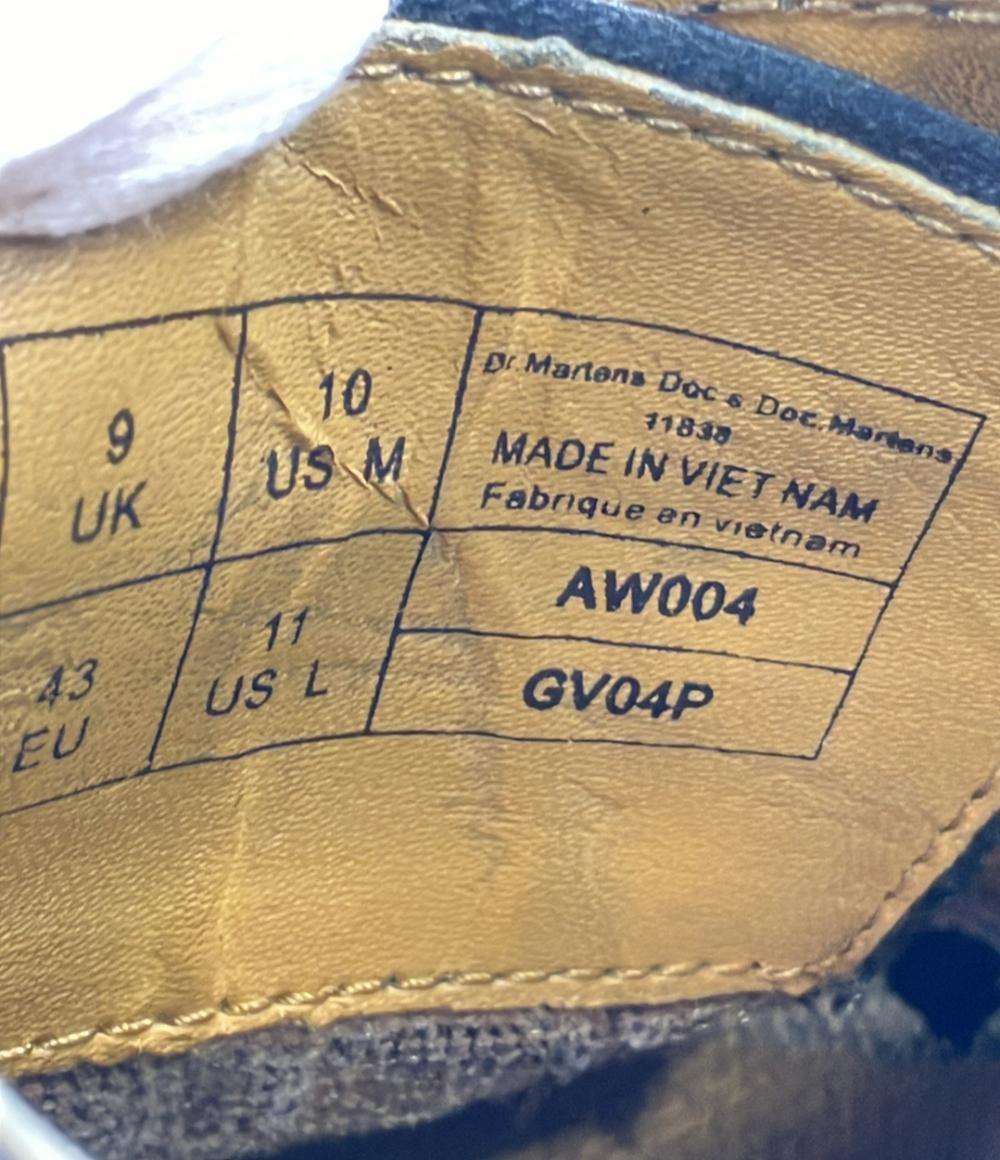 9
UK
10
US M
Dr Martens Doc & Doc.Martens
11838
MADE IN VIET NAM
Fabrique en vietnam
43
EU
11
US L
AW004
GV04P